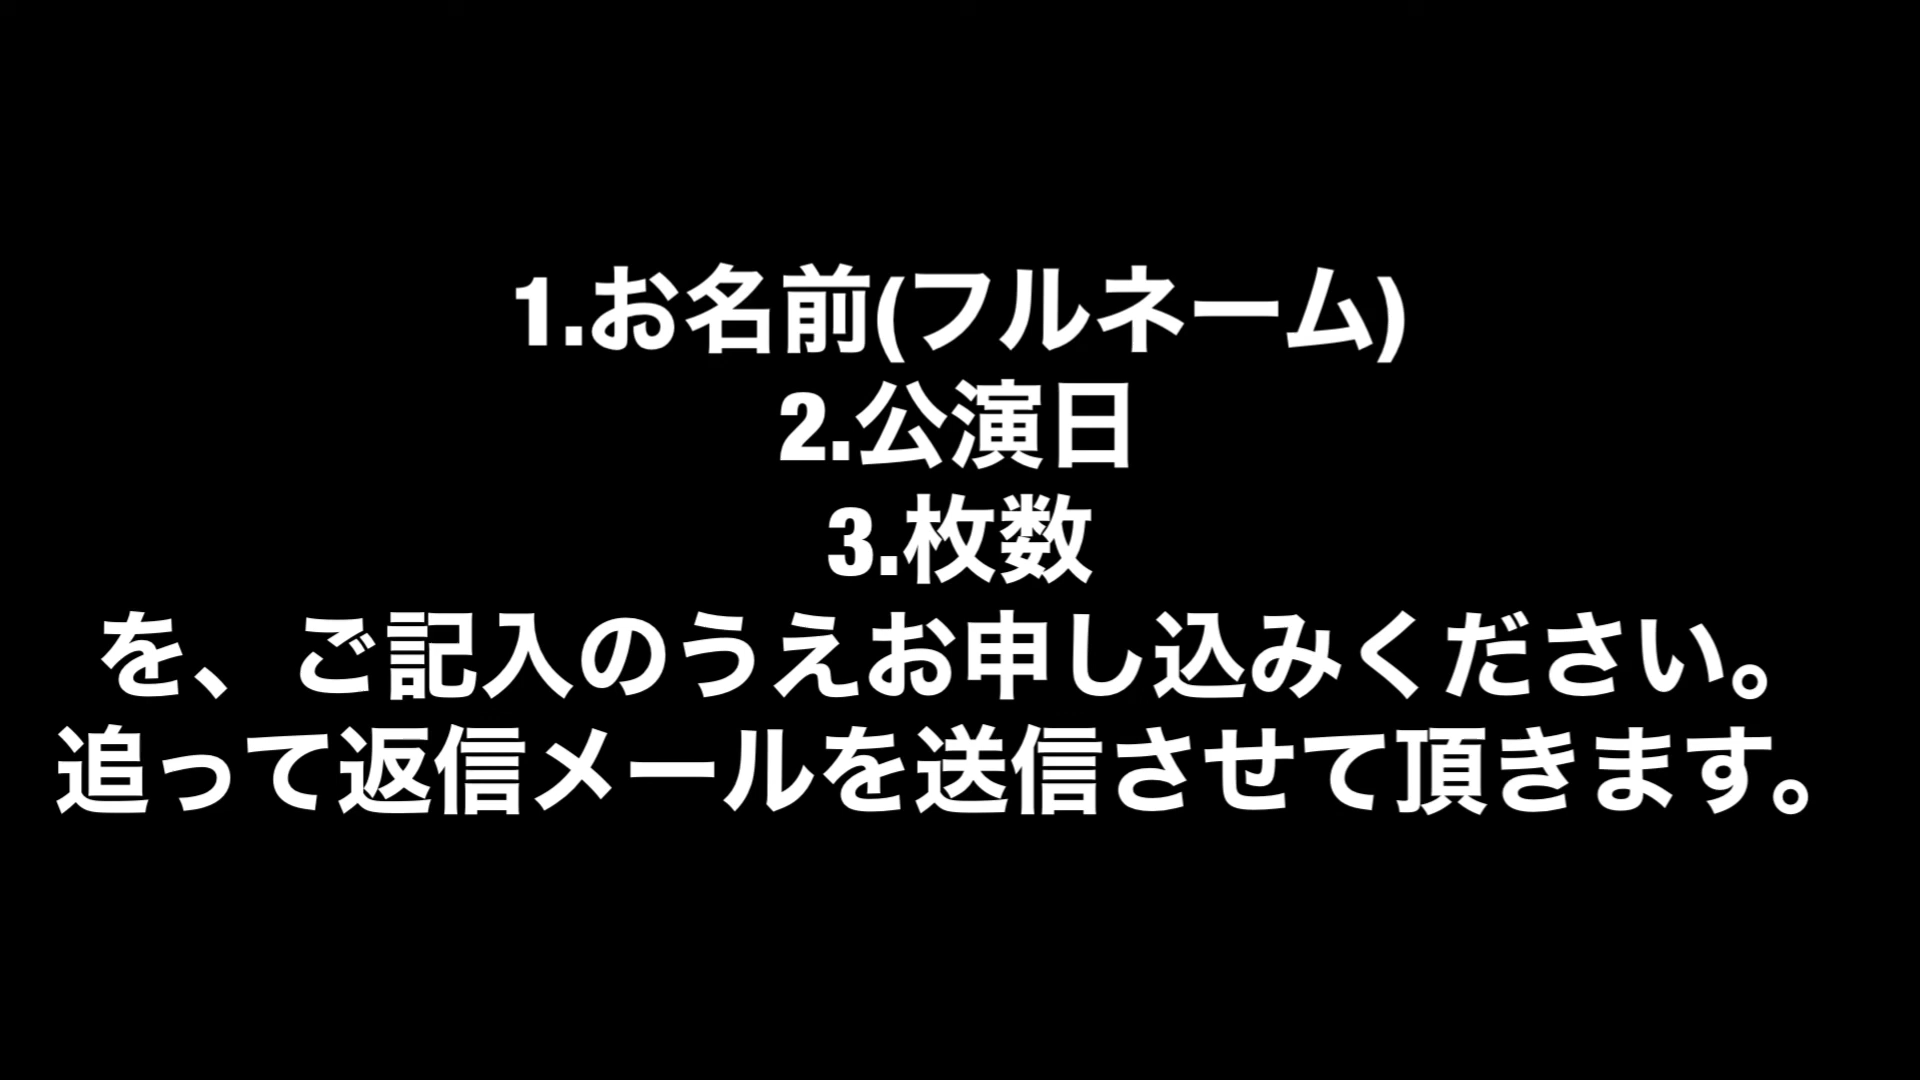 1.お名前(フルネーム)
2.公演日
3.枚数
を、ご記入のうえお申し込みください。
追って返信メールを送信させて頂きます。